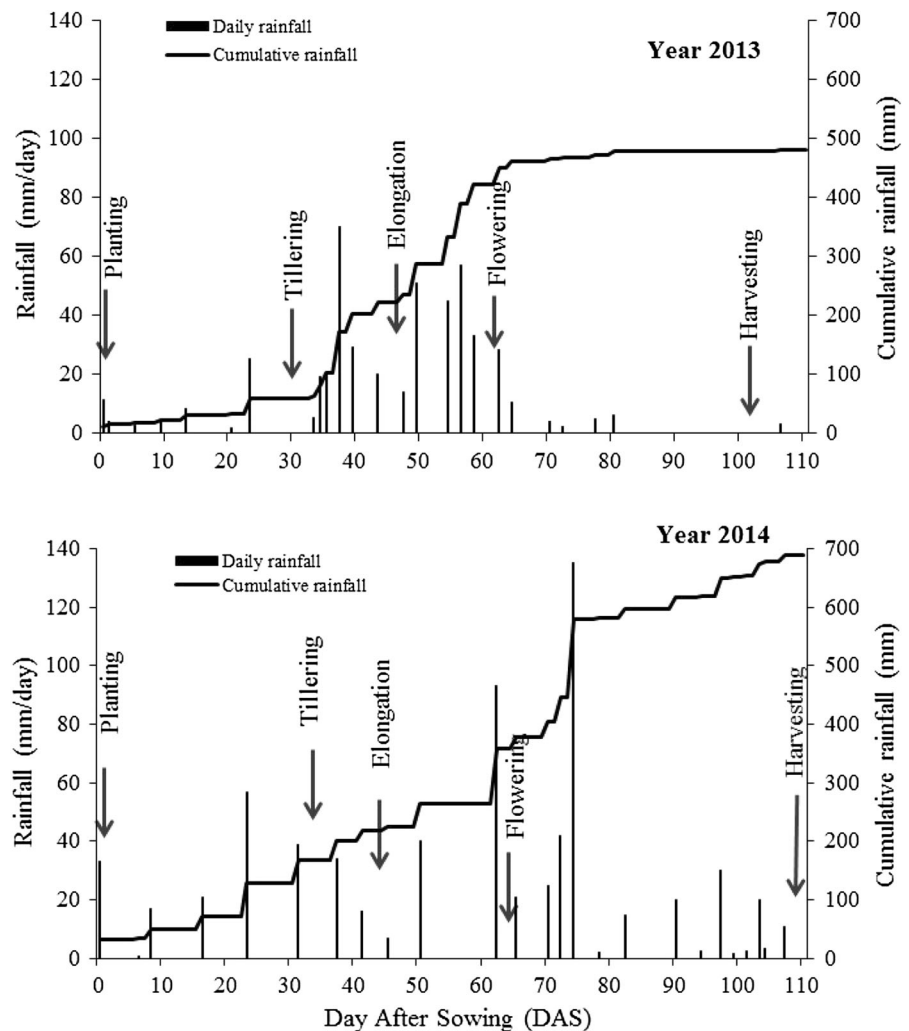 Daily rainfall
Cumulative rainfall
Year 2013
Rainfall (mm/day)
140
120
100
80
60
40
20
0
Planting
Tillering
Elongation
Flowering
Harvesting
700
600
500
400
300
200
100
0
Cumulative rainfall (mm)
0 10 20 30 40 50 60 70 80 90 100 110
Year 2014
Daily rainfall
Cumulative rainfall
Rainfall (mm/day)
140
120
100
80
60
40
20
0
Planting
Tillering
Elongation
Flowering
Harvesting
700
600
500
400
300
200
100
0
Cumulative rainfall (mm)
0 10 20 30 40 50 60 70 80 90 100 110
Day After Sowing (DAS)